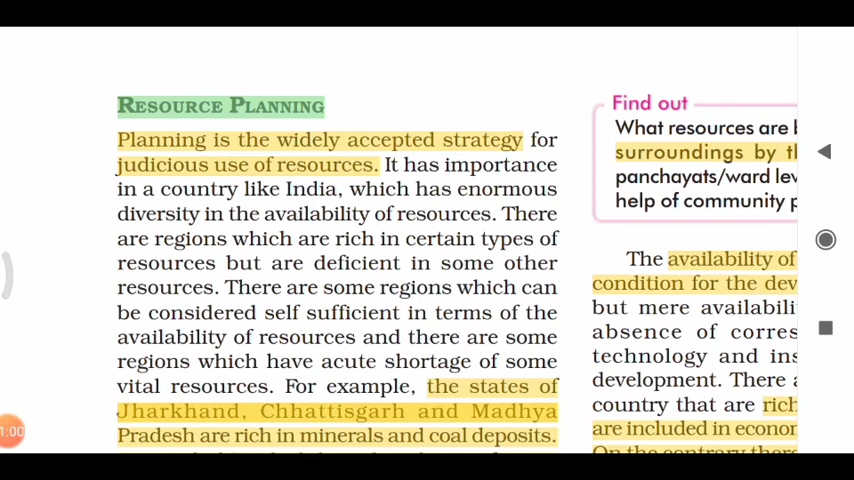 RESOURCE PLANNING
Planning is the widely accepted strategy for
judicious use of resources. It has importance
in a country like India, which has enormous
diversity in the availability of resources. There
are regions which are rich in certain types of
resources but are deficient in some other
resources. There are some regions which can
be considered self sufficient in terms of the
availability of resources and there are some
regions which have acute shortage of some
vital resources. For example, the states of
Jharkhand, Chhattisgarh and Madhya
Pradesh are rich in minerals and coal deposits.
Find out
What resources are
surroundings by
panchayats/ward
help of community
The availability of
condition for the
but mere
absence of
technology and
development. There
country that are rich
are included in
On the contrary there
1:00